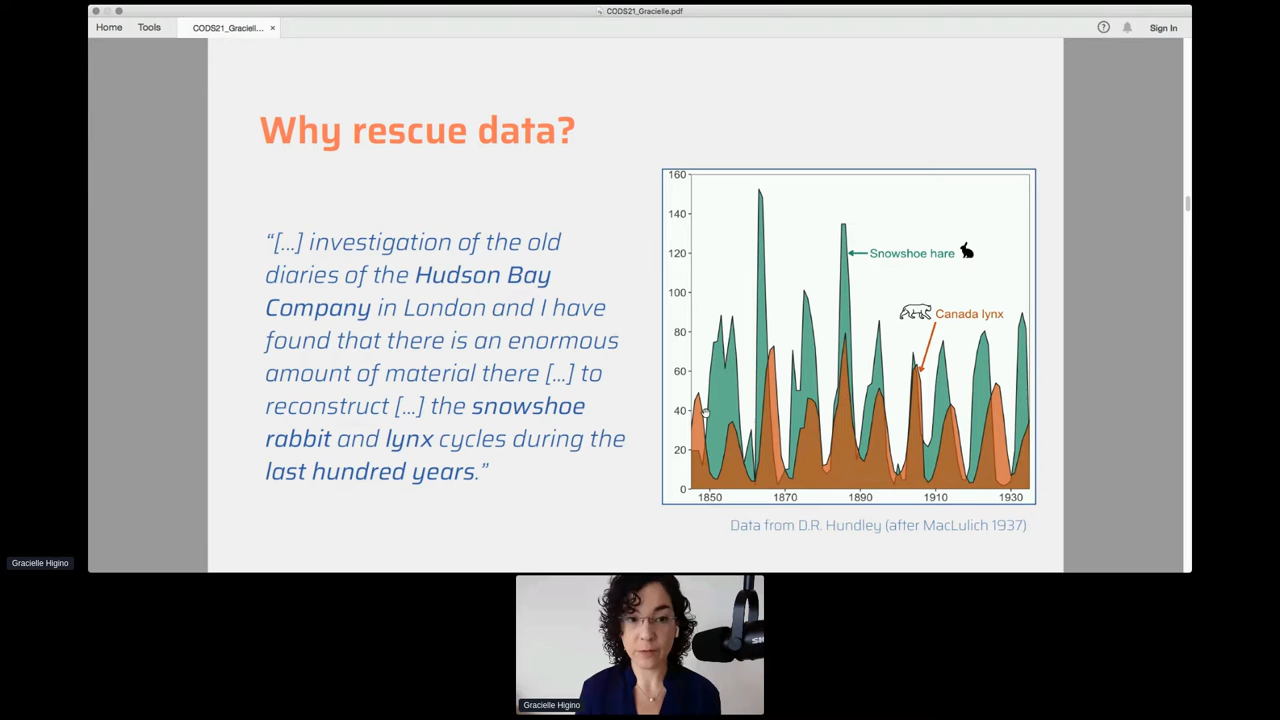 CODS21_Gracielle.pdf
Home
Tools
CODS21_Graciell...
×
?
Sign In
Why rescue data?
“[...] investigation of the old
diaries of the Hudson Bay
Company in London and I have
found that there is an enormous
amount of material there [...] to
reconstruct [...] the snowshoe
rabbit and lynx cycles during the
last hundred years.”
160
140
120
100
80
60
40
20
0
Snowshoe hare
Canada lynx
1850 1870 1890 1910 1930
Data from D.R. Hundley (after MacLulich 1937)
Gracielle Higino
Gracielle Higino